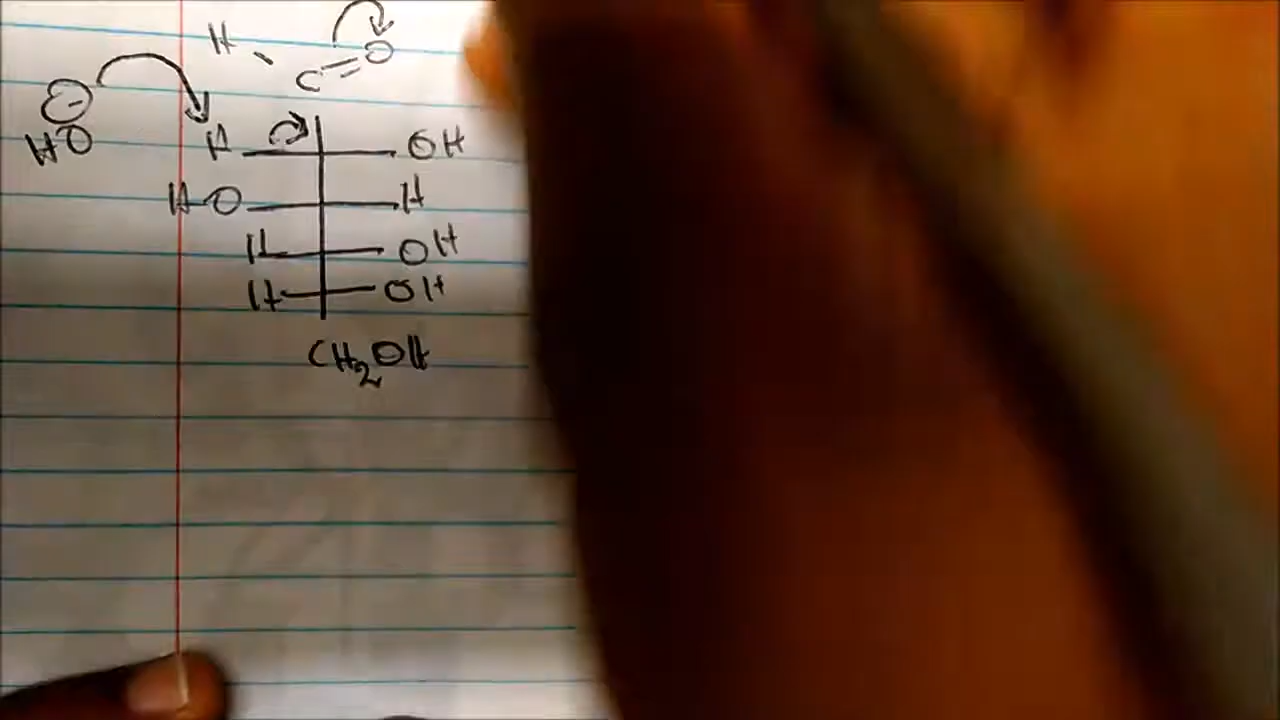 H C=O
⊖
HO H OH
HO H
H OH
H OH
CH2OH